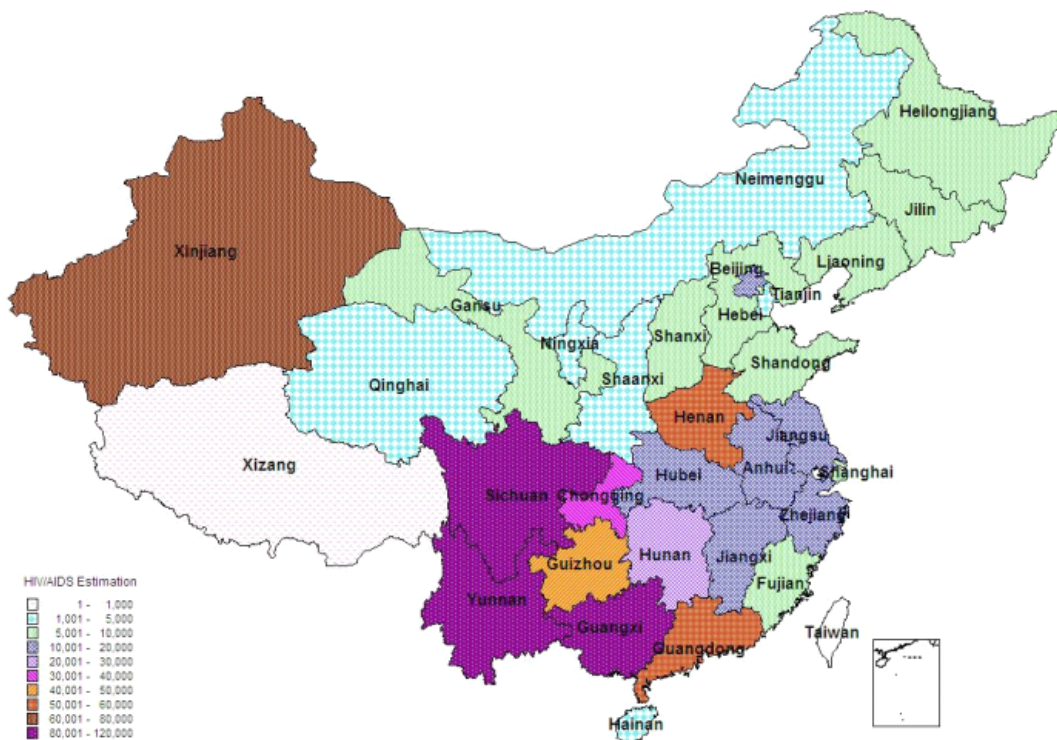 Heilongjiang
Neimenggu
Jilin
Xinjiang
Liaoning
Beijing
Tianjin
Gansu
Hebei
Shanxi
Ningxia
Shandong
Shaanxi
Qinghai
Henan
Jiangsu
Xizang
Anhui
Shanghai
Hubei
Sichuan
Chongqing
Zhejiang
Hunan
Jiangxi
Guizhou
Fujian
Yunnan
Guangxi
Taiwan
Guangdong
Hainan
HIV/AIDS Estimation
1 - 1,000
1,001 - 5,000
5,001 - 10,000
10,001 - 20,000
20,001 - 30,000
30,001 - 40,000
40,001 - 50,000
50,001 - 60,000
60,001 - 80,000
80,001 - 120,000